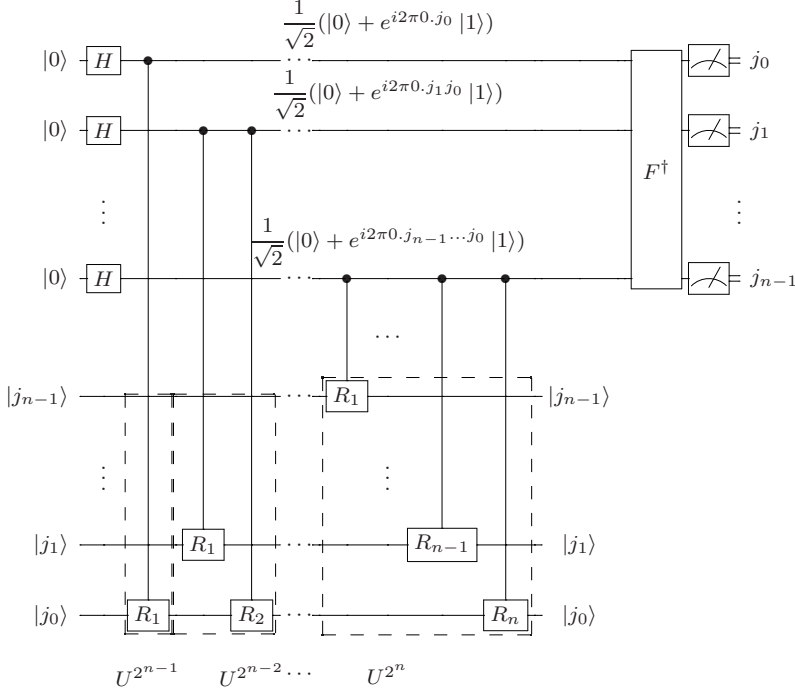 1/√2(|0⟩ + e^{i2π0.j_0} |1⟩)
|0⟩ H ··· j_0
1/√2(|0⟩ + e^{i2π0.j_1j_0} |1⟩)
|0⟩ H ··· j_1
F^†
⋮ ⋮
1/√2(|0⟩ + e^{i2π0.j_{n−1}···j_0} |1⟩)
|0⟩ H ··· j_{n−1}
···
|j_{n−1}⟩ ··· R_1 |j_{n−1}⟩
⋮ ⋮
|j_1⟩ R_1 ··· R_{n−1} |j_1⟩
|j_0⟩ R_1 R_2 ··· R_n |j_0⟩
U^{2^{n−1}} U^{2^{n−2}} ··· U^{2^n}